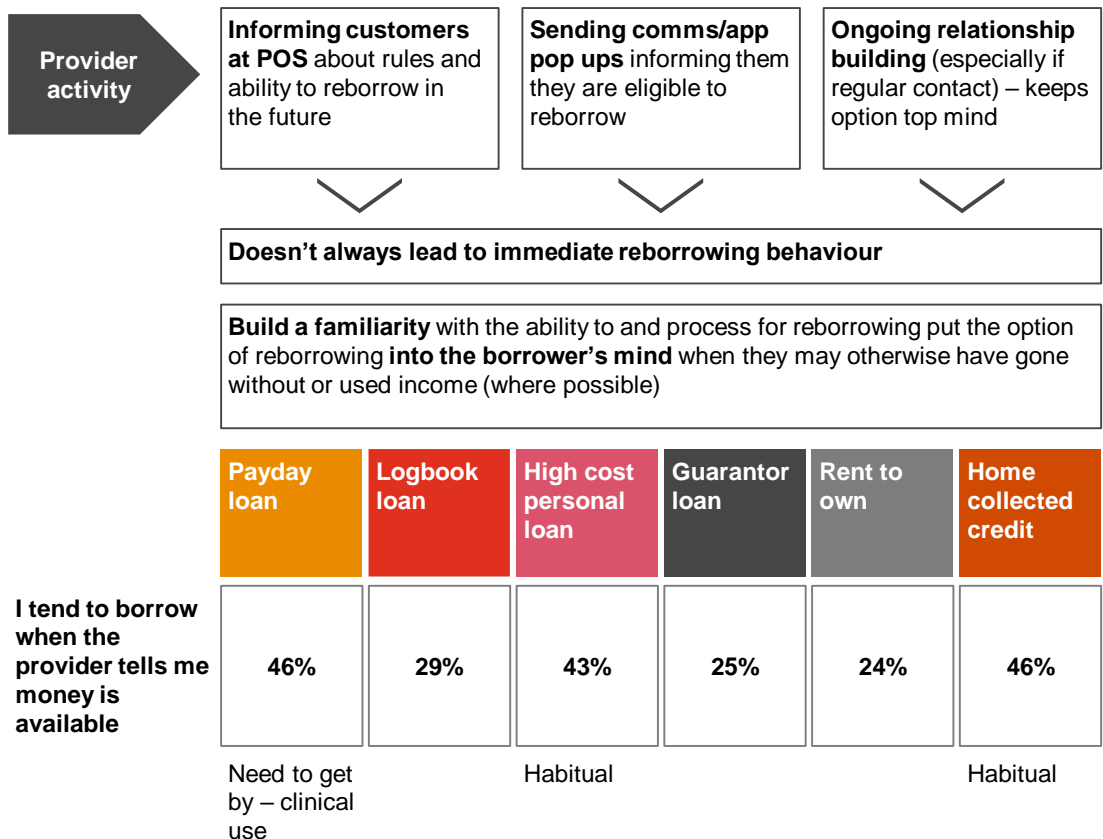 Provider
activity
Informing customers
at POS about rules and
ability to reborrow in
the future
Sending comms/app
pop ups informing them
they are eligible to
reborrow
Ongoing relationship
building (especially if
regular contact) – keeps
option top mind
Doesn’t always lead to immediate reborrowing behaviour
Build a familiarity with the ability to and process for reborrowing put the option
of reborrowing into the borrower’s mind when they may otherwise have gone
without or used income (where possible)
Payday
loan
Logbook
loan
High cost
personal
loan
Guarantor
loan
Rent to
own
Home
collected
credit
I tend to borrow
when the
provider tells me
money is
available
46%
29%
43%
25%
24%
46%
Need to get
by – clinical
use
Habitual
Habitual